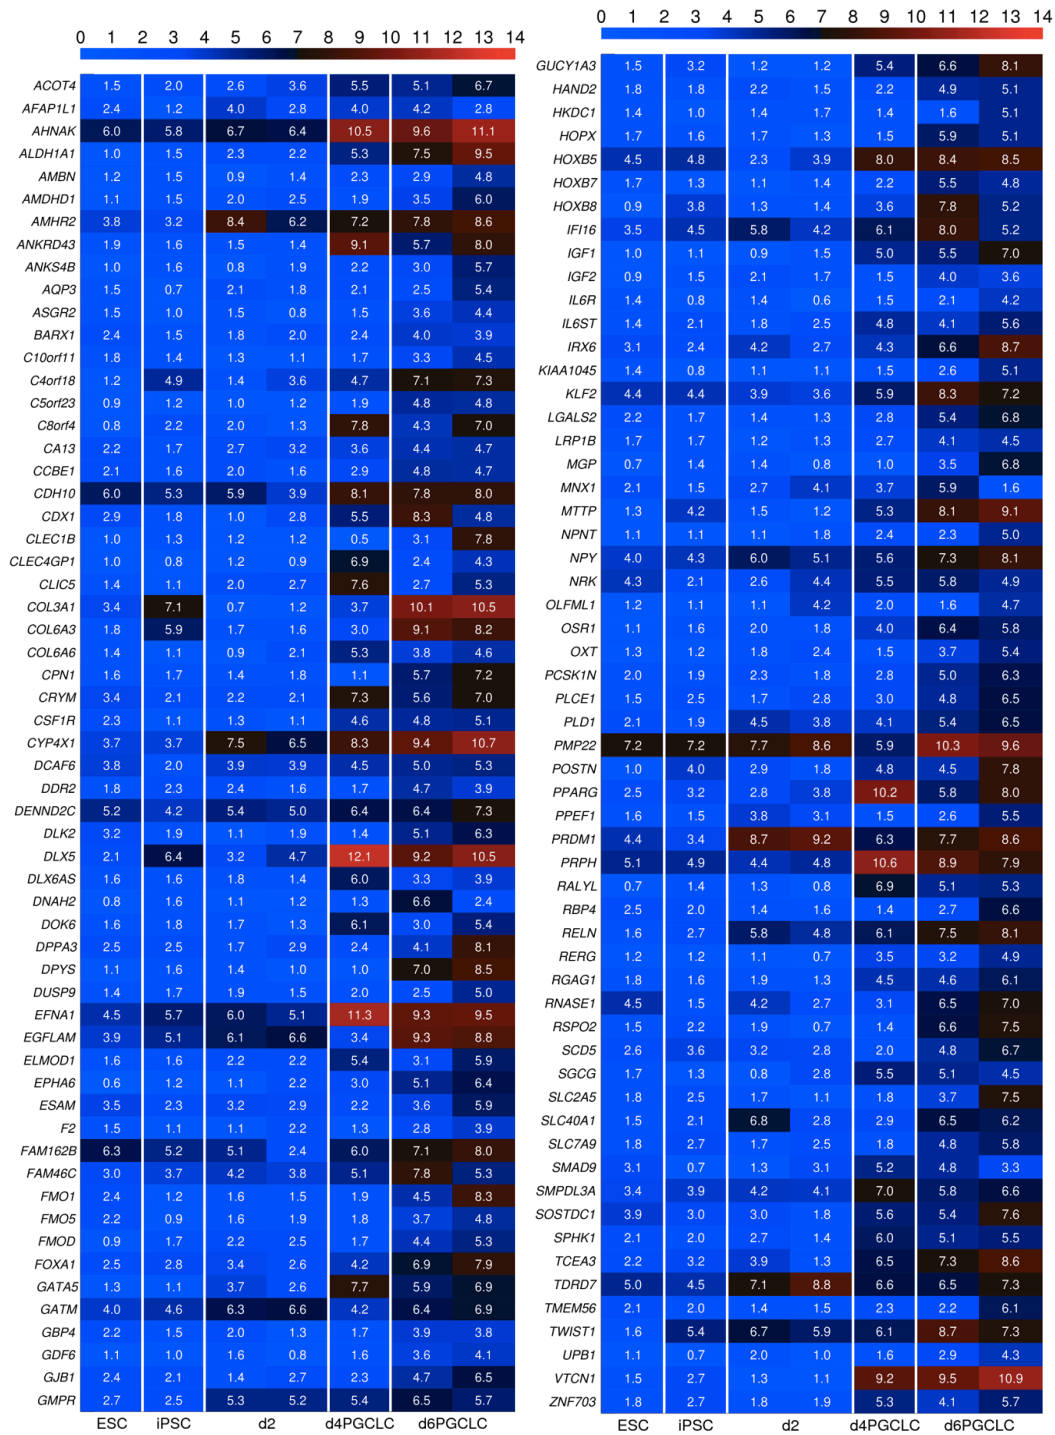 0 1 2 3 4 5 6 7 8 9 10 11 12 13 14
ACOT4 1.5 2.0 2.6 3.6 5.5 5.1 6.7
AFAP1L1 2.4 1.2 4.0 2.8 4.0 4.2 2.8
AHNAK 6.0 5.8 6.7 6.4 10.5 9.6 11.1
ALDH1A1 1.0 1.5 2.3 2.2 5.3 7.5 9.5
AMBN 1.2 1.5 0.9 1.4 2.3 2.9 4.8
AMDHD1 1.1 1.5 2.0 2.5 1.9 3.5 6.0
AMHR2 3.8 3.2 8.4 6.2 7.2 7.8 8.6
ANKRD43 1.9 1.6 1.5 1.4 9.1 5.7 8.0
ANKS4B 1.0 1.6 0.8 1.9 2.2 3.0 5.7
AQP3 1.5 0.7 2.1 1.8 2.1 2.5 5.4
ASGR2 1.5 1.0 1.5 0.8 1.5 3.6 4.4
BARX1 2.4 1.5 1.8 2.0 2.4 4.0 3.9
C10orf11 1.8 1.4 1.3 1.1 1.7 3.3 4.5
C4orf18 1.2 4.9 1.4 3.6 4.7 7.1 7.3
C5orf23 0.9 1.2 1.0 1.2 1.9 4.8 4.8
C8orf4 0.8 2.2 2.0 1.3 7.8 4.3 7.0
CA13 2.2 1.7 2.7 3.2 3.6 4.4 4.7
CCBE1 2.1 1.6 2.0 1.6 2.9 4.8 4.7
CDH10 6.0 5.3 5.9 3.9 8.1 7.8 8.0
CDX1 2.9 1.8 1.0 2.8 5.5 8.3 4.8
CLEC1B 1.0 1.3 1.2 1.2 0.5 3.1 7.8
CLEC4GP1 1.0 0.8 1.2 0.9 6.9 2.4 4.3
CLIC5 1.4 1.1 2.0 2.7 7.6 2.7 5.3
COL3A1 3.4 7.1 0.7 1.2 3.7 10.1 10.5
COL6A3 1.8 5.9 1.7 1.6 3.0 9.1 8.2
COL6A6 1.4 1.1 0.9 2.1 5.3 3.8 4.6
CPN1 1.6 1.7 1.4 1.8 1.1 5.7 7.2
CRYM 3.4 2.1 2.2 2.1 7.3 5.6 7.0
CSF1R 2.3 1.1 1.3 1.1 4.6 4.8 5.1
CYP4X1 3.7 3.7 7.5 6.5 8.3 9.4 10.7
DCAF6 3.8 2.0 3.9 3.9 4.5 5.0 5.3
DDR2 1.8 2.3 2.4 1.6 1.7 4.7 3.9
DENND2C 5.2 4.2 5.4 5.0 6.4 6.4 7.3
DLK2 3.2 1.9 1.1 1.9 1.4 5.1 6.3
DLX5 2.1 6.4 3.2 4.7 12.1 9.2 10.5
DLX6AS 1.6 1.6 1.8 1.4 6.0 3.3 3.9
DNAH2 0.8 1.6 1.1 1.2 1.3 6.6 2.4
DOK6 1.6 1.8 1.7 1.3 6.1 3.0 5.4
DPPA3 2.5 2.5 1.7 2.9 2.4 4.1 8.1
DPYS 1.1 1.6 1.4 1.0 1.0 7.0 8.5
DUSP9 1.4 1.7 1.9 1.5 2.0 2.5 5.0
EFNA1 4.5 5.7 6.0 5.1 11.3 9.3 9.5
EGFLAM 3.9 5.1 6.1 6.6 3.4 9.3 8.8
ELMOD1 1.6 1.6 2.2 2.2 5.4 3.1 5.9
EPHA6 0.6 1.2 1.1 2.2 3.0 5.1 6.4
ESAM 3.5 2.3 3.2 2.9 2.2 3.6 5.9
F2 1.5 1.1 1.1 2.2 1.3 2.8 3.9
FAM162B 6.3 5.2 5.1 2.4 6.0 7.1 8.0
FAM46C 3.0 3.7 4.2 3.8 5.1 7.8 5.3
FMO1 2.4 1.2 1.6 1.5 1.9 4.5 8.3
FMO5 2.2 0.9 1.6 1.9 1.8 3.7 4.8
FMOD 0.9 1.7 2.2 2.5 1.7 4.4 5.3
FOXA1 2.5 2.8 3.4 2.6 4.2 6.9 7.9
GATA5 1.3 1.1 3.7 2.6 7.7 5.9 6.9
GATM 4.0 4.6 6.3 6.6 4.2 6.4 6.9
GBP4 2.2 1.5 2.0 1.3 1.7 3.9 3.8
GDF6 1.1 1.0 1.6 0.8 1.6 3.6 4.1
GJB1 2.4 2.1 1.4 2.7 2.3 4.7 6.5
GMPR 2.7 2.5 5.3 5.2 5.4 6.5 5.7
ESC iPSC d2 d4PGCLC d6PGCLC
0 1 2 3 4 5 6 7 8 9 10 11 12 13 14
GUCY1A3 1.5 3.2 1.2 1.2 5.4 6.6 8.1
HAND2 1.8 1.8 2.2 1.5 2.2 4.9 5.1
HKDC1 1.4 1.0 1.4 1.7 1.4 1.6 5.1
HOPX 1.7 1.6 1.7 1.3 1.5 5.9 5.1
HOXB5 4.5 4.8 2.3 3.9 8.0 8.4 8.5
HOXB7 1.7 1.3 1.1 1.4 2.2 5.5 4.8
HOXB8 0.9 3.8 1.3 1.4 3.6 7.8 5.2
IFI16 3.5 4.5 5.8 4.2 6.1 8.0 5.2
IGF1 1.0 1.1 0.9 1.5 5.0 5.5 7.0
IGF2 0.9 1.5 2.1 1.7 1.5 4.0 3.6
IL6R 1.4 0.8 1.4 0.6 1.5 2.1 4.2
IL6ST 1.4 2.1 1.8 2.5 4.8 4.1 5.6
IRX6 3.1 2.4 4.2 2.7 4.3 6.6 8.7
KIAA1045 1.4 0.8 1.1 1.1 1.5 2.6 5.1
KLF2 4.4 4.4 3.9 3.6 5.9 8.3 7.2
LGALS2 2.2 1.7 1.4 1.3 2.8 5.4 6.8
LRP1B 1.7 1.7 1.2 1.3 2.7 4.1 4.5
MGP 0.7 1.4 1.4 0.8 1.0 3.5 6.8
MNX1 2.1 1.5 2.7 4.1 3.7 5.9 1.6
MTTP 1.3 4.2 1.5 1.2 5.3 8.1 9.1
NPNT 1.1 1.1 1.1 1.8 2.4 2.3 5.0
NPY 4.0 4.3 6.0 5.1 5.6 7.3 8.1
NRK 4.3 2.1 2.6 4.4 5.5 5.8 4.9
OLFML1 1.2 1.1 1.1 4.2 2.0 1.6 4.7
OSR1 1.1 1.6 2.0 1.8 4.0 6.4 5.8
OXT 1.3 1.2 1.8 2.4 1.5 3.7 5.4
PCSK1N 2.0 1.9 2.3 1.8 2.8 5.0 6.3
PLCE1 1.5 2.5 1.7 2.8 3.0 4.8 6.5
PLD1 2.1 1.9 4.5 3.8 4.1 5.4 6.5
PMP22 7.2 7.2 7.7 8.6 5.9 10.3 9.6
POSTN 1.0 4.0 2.9 1.8 4.8 4.5 7.8
PPARG 2.5 3.2 2.8 3.8 10.2 5.8 8.0
PPEF1 1.6 1.5 3.8 3.1 1.5 2.6 5.5
PRDM1 4.4 3.4 8.7 9.2 6.3 7.7 8.6
PRPH 5.1 4.9 4.4 4.8 10.6 8.9 7.9
RALYL 0.7 1.4 1.3 0.8 6.9 5.1 5.3
RBP4 2.5 2.0 1.4 1.6 1.4 2.7 6.6
RELN 1.6 2.7 5.8 4.8 6.1 7.5 8.1
RERG 1.2 1.2 1.1 0.7 3.5 3.2 4.9
RGAG1 1.8 1.6 1.9 1.3 4.5 4.6 6.1
RNASE1 4.5 1.5 4.2 2.7 3.1 6.5 7.0
RSPO2 1.5 2.2 1.9 0.7 1.4 6.6 7.5
SCD5 2.6 3.6 3.2 2.8 2.0 4.8 6.7
SGCG 1.7 1.3 0.8 2.8 5.5 5.1 4.5
SLC2A5 1.8 2.5 1.7 1.1 1.8 3.7 7.5
SLC40A1 1.5 2.1 6.8 2.8 2.9 6.5 6.2
SLC7A9 1.8 2.7 1.7 2.5 1.8 4.8 5.8
SMAD9 3.1 0.7 1.3 3.1 5.2 4.8 3.3
SMPDL3A 3.4 3.9 4.2 4.1 7.0 5.8 6.6
SOSTDC1 3.9 3.0 3.0 1.8 5.6 5.4 7.6
SPHK1 2.1 2.0 2.7 1.4 6.0 5.1 5.5
TCEA3 2.2 3.2 3.9 1.3 6.5 7.3 8.6
TDRD7 5.0 4.5 7.1 8.8 6.6 6.5 7.3
TMEM56 2.1 2.0 1.4 1.5 2.3 2.2 6.1
TWIST1 1.6 5.4 6.7 5.9 6.1 8.7 7.3
UPB1 1.1 0.7 2.0 1.0 1.6 2.9 4.3
VTCN1 1.5 2.7 1.3 1.1 9.2 9.5 10.9
ZNF703 1.8 2.8 1.8 1.9 5.3 4.1 5.7
ESC iPSC d2 d4PGCLC d6PGCLC